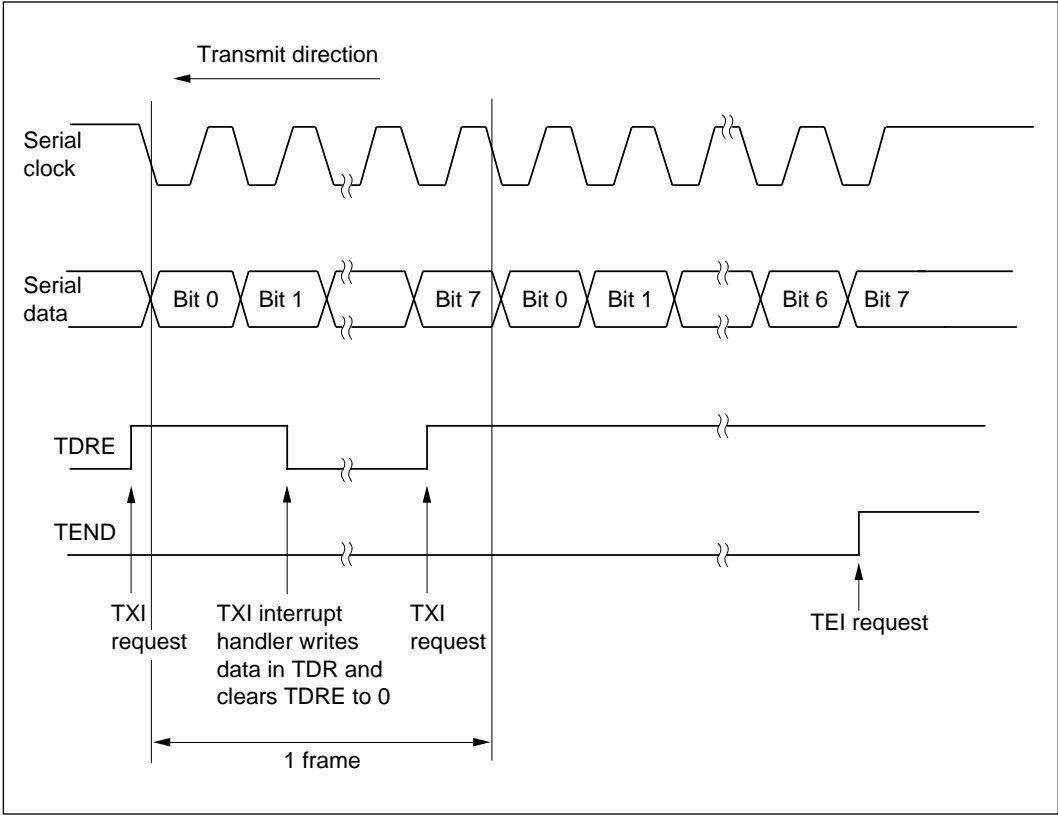 Transmit direction
Serial
clock
Serial
data
Bit 0 Bit 1 Bit 7 Bit 0 Bit 1 Bit 6 Bit 7
TDRE
TEND
TXI
request
TXI interrupt
handler writes
data in TDR and
clears TDRE to 0
TXI
request
TEI request
1 frame